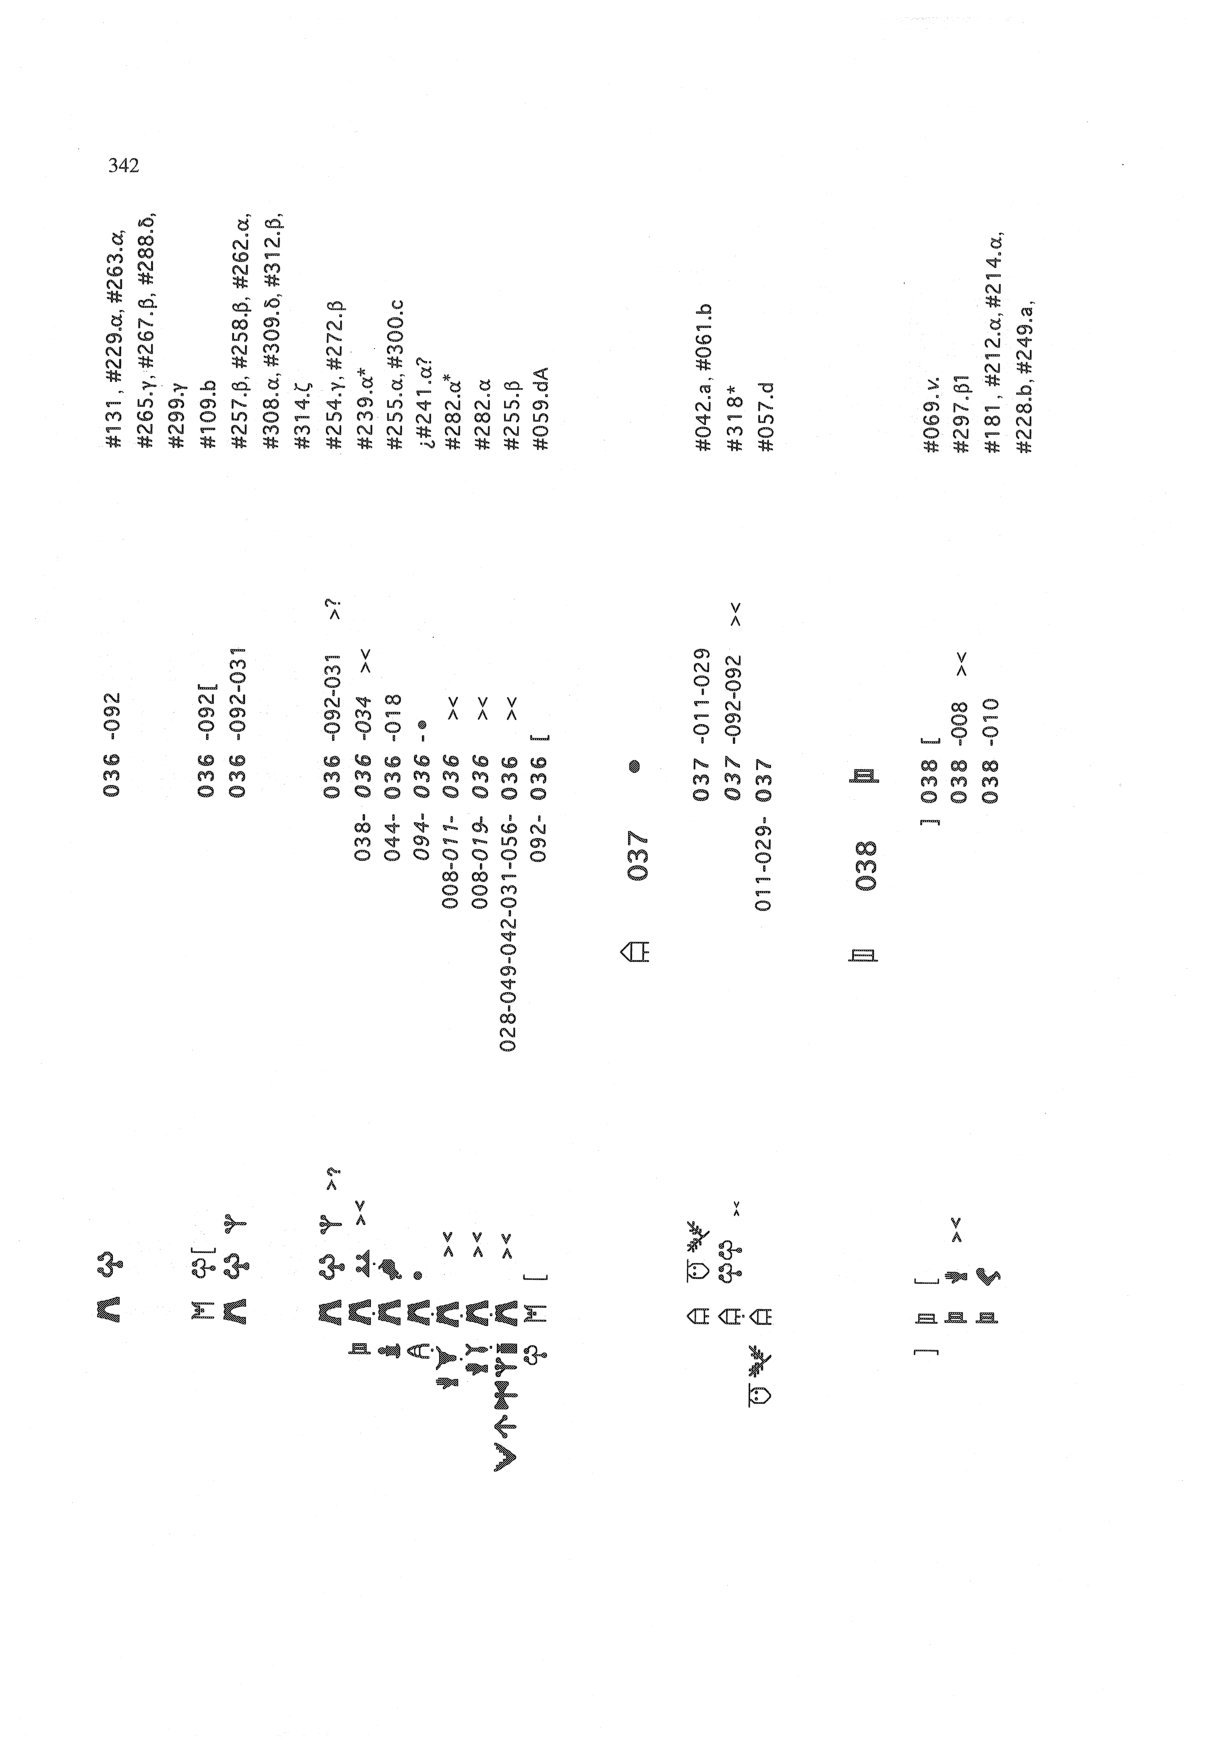 342
036 -092 #131, #229.α, #263.α,
#265.γ, #267.β, #288.δ,
#299.γ
036 -092[ #109.b
036 -092-031 #257.β, #258.β, #262.α,
#308.α, #309.δ, #312.β,
#314.ζ
>? 036 -092-031 >? #254.γ, #272.β
>< 038- 036 -034 >< #239.α*
044- 036 -018 #255.α, #300.c
094- 036 -• ¿#241.α?
>< 008-011- 036 >< #282.α*
>< 008-019- 036 >< #282.α
>< 028-049-042-031-056- 036 >< #255.β
[ 092- 036 [ #059.dA
037 •
037 -011-029 #042.a, #061.b
>< 037 -092-092 >< #318*
011-029- 037 #057.d
038
] [ ] 038 [ #069.v.
>< 038 -008 >< #297.β1
038 -010 #181, #212.α, #214.α,
#228.b, #249.a,